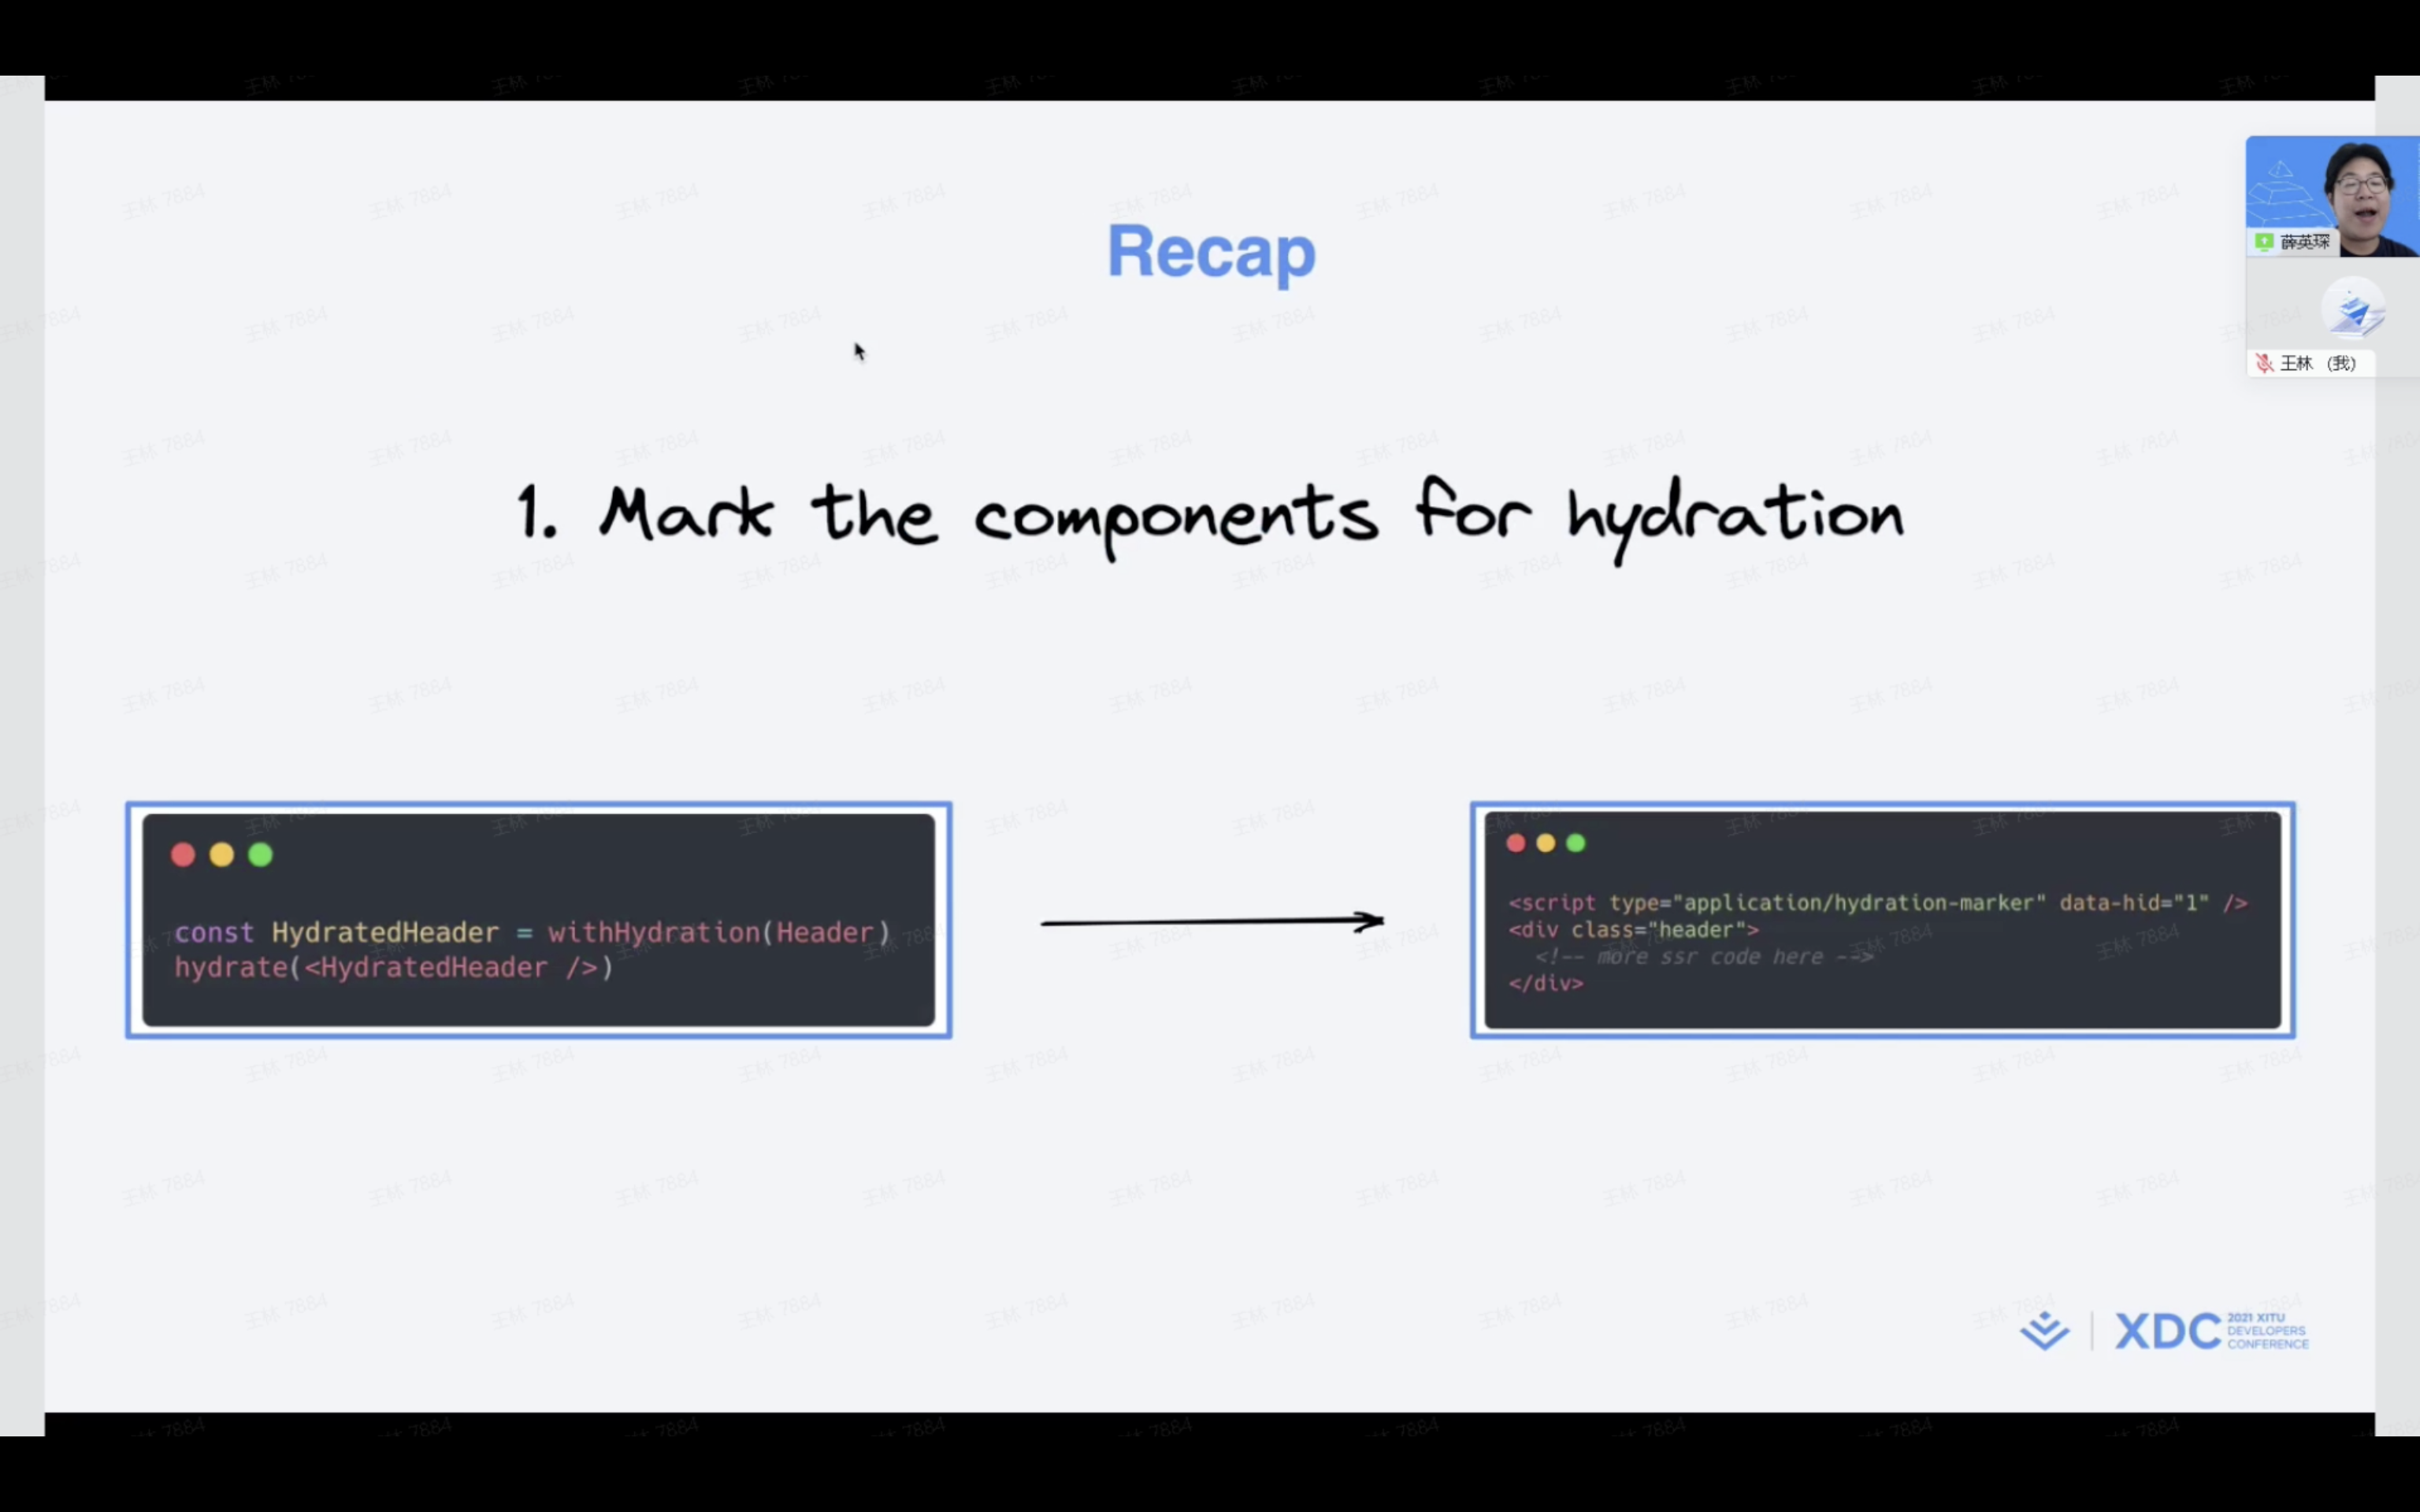 Recap
1. Mark the components for hydration
const HydratedHeader = withHydration(Header)
hydrate(<HydratedHeader />)
<script type="application/hydration-marker" data-hid="1" />
<div class="header">
<!-- more ssr code here -->
</div>
薛英琛
王林 (我)
XDC
2021 XITU
DEVELOPERS
CONFERENCE
王林 7884